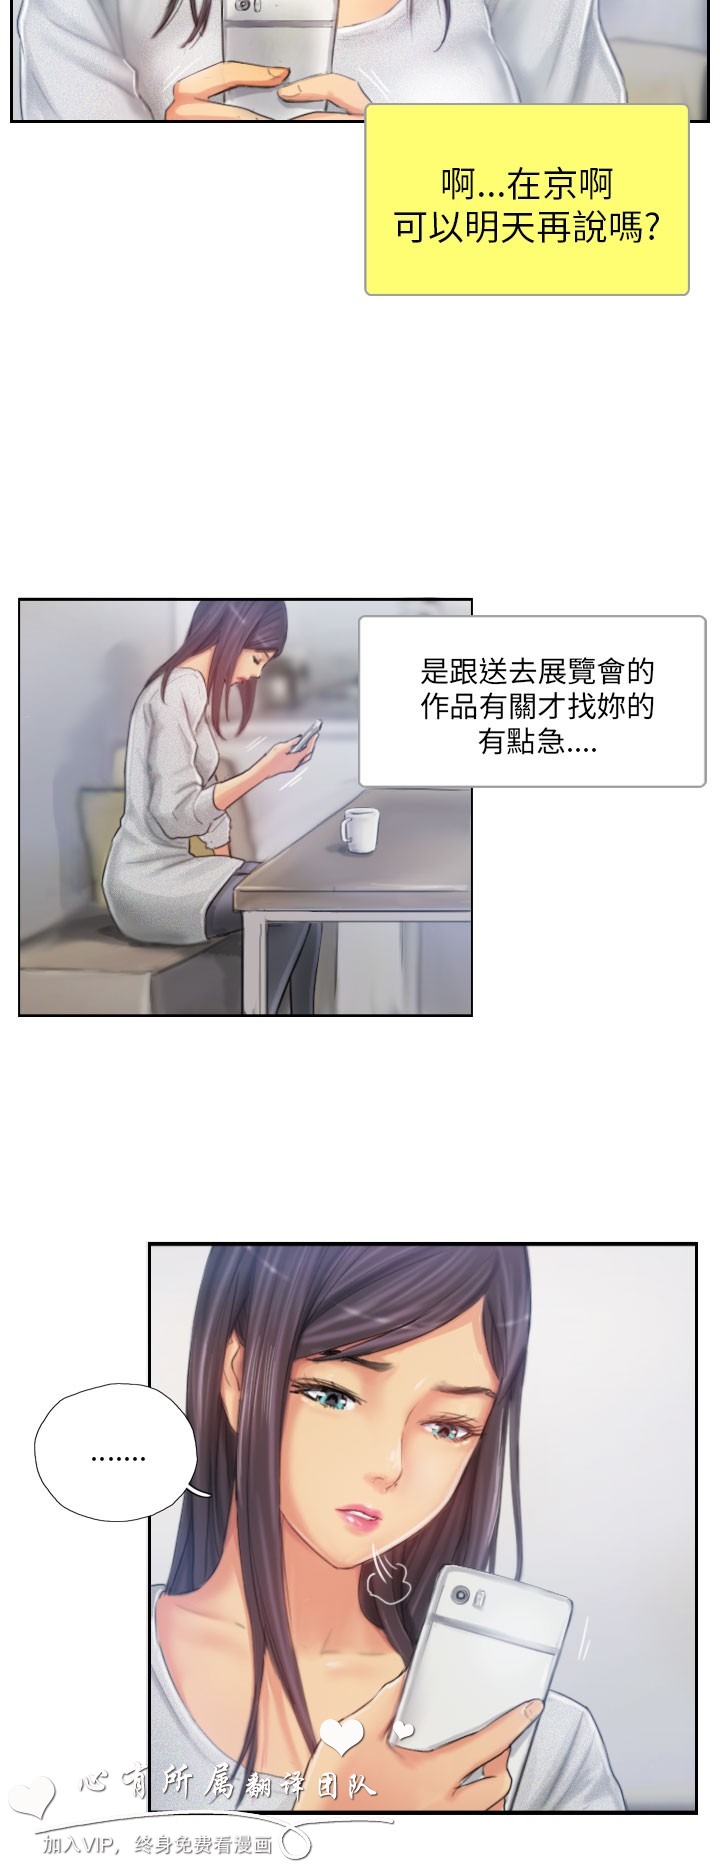 啊...在京啊
可以明天再說嗎?
是跟送去展覽會的
作品有關才找妳的
有點急....
.......
心有所属翻译团队
加入VIP，终身免费看漫画